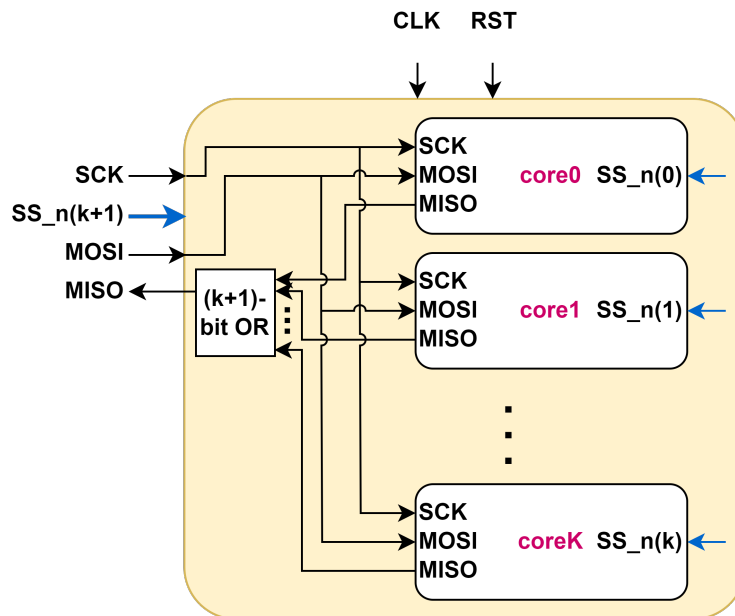 CLK RST
SCK
MOSI core0 SS_n(0)
MISO
SCK
SS_n(k+1)
MOSI
MISO
(k+1)-
bit OR
SCK
MOSI core1 SS_n(1)
MISO
SCK
MOSI coreK SS_n(k)
MISO